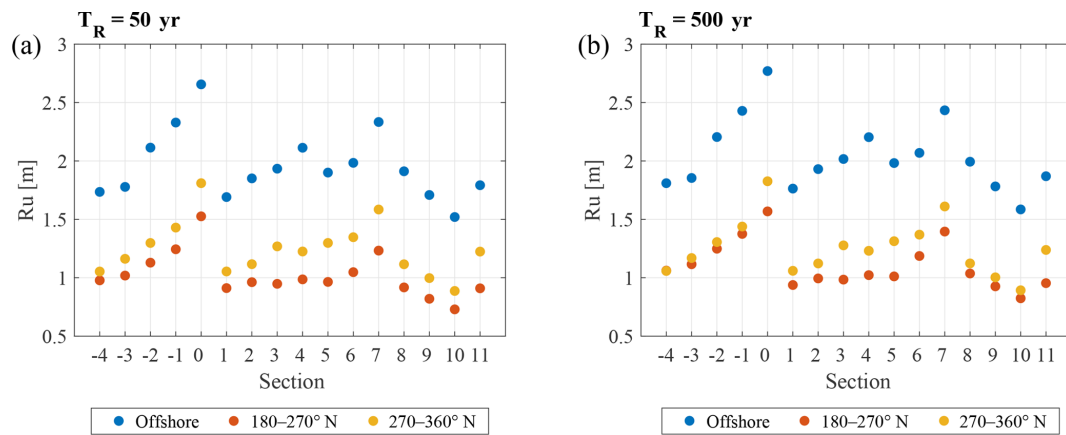 T_R = 50 yr
(a)
3
2.5
2
1.5
1
0.5
Ru [m]
-4 -3 -2 -1 0 1 2 3 4 5 6 7 8 9 10 11
Section
Offshore 180–270° N 270–360° N
T_R = 500 yr
(b)
3
2.5
2
1.5
1
0.5
Ru [m]
-4 -3 -2 -1 0 1 2 3 4 5 6 7 8 9 10 11
Section
Offshore 180–270° N 270–360° N